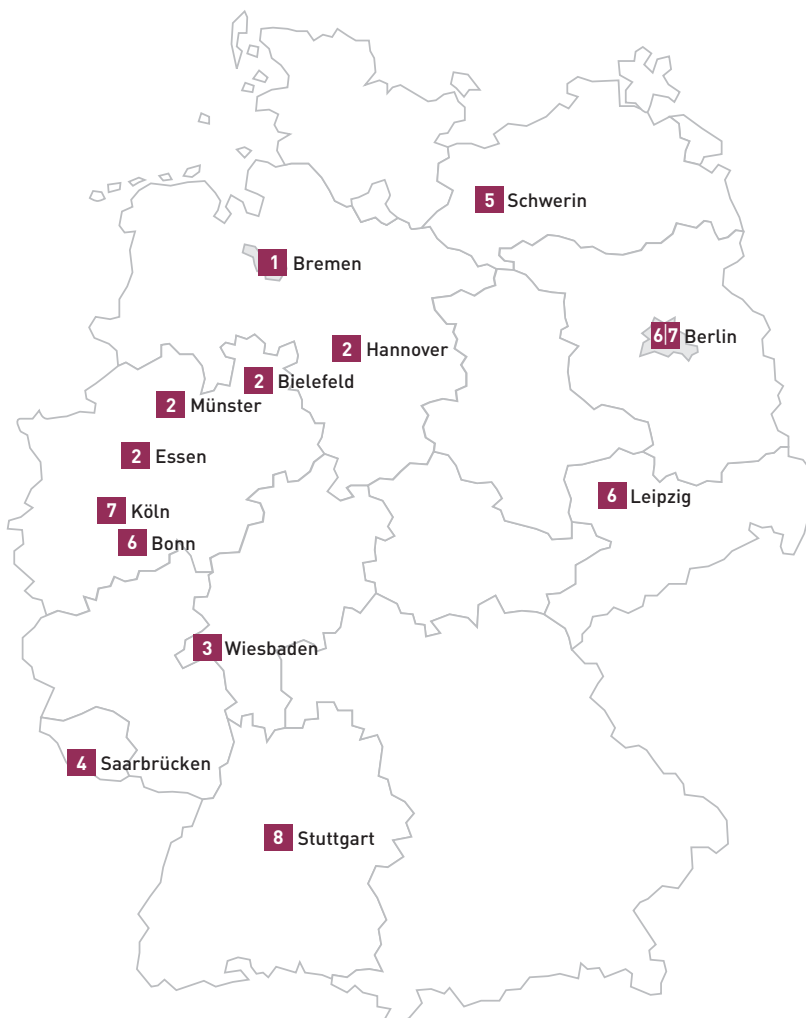 5 Schwerin
1 Bremen
6|7 Berlin
2 Hannover
2 Bielefeld
2 Münster
2 Essen
6 Leipzig
7 Köln
6 Bonn
3 Wiesbaden
4 Saarbrücken
8 Stuttgart